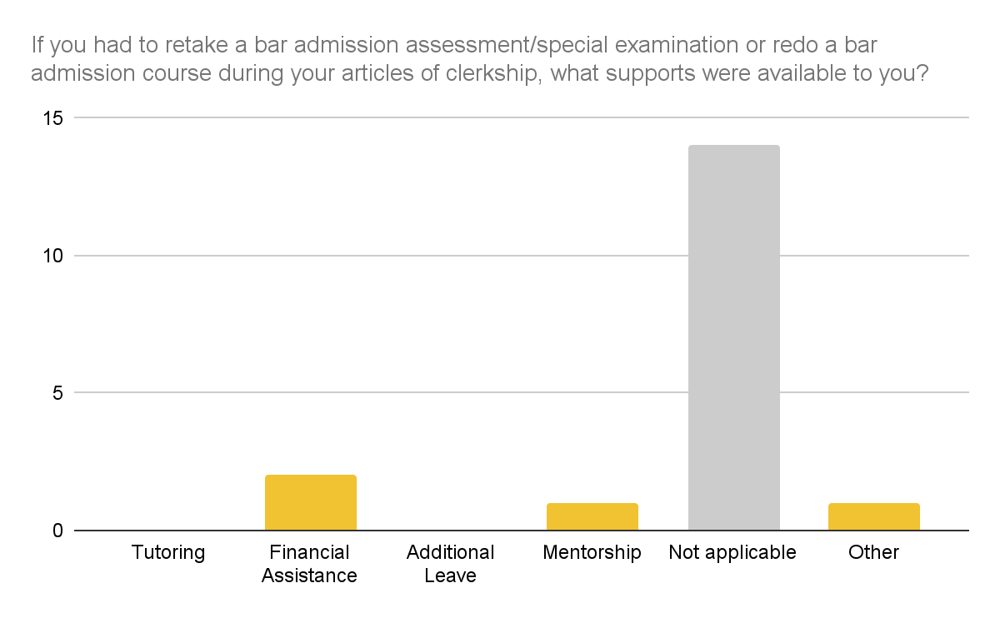 If you had to retake a bar admission assessment/special examination or redo a bar
admission course during your articles of clerkship, what supports were available to you?
15
10
5
0
Tutoring
Financial
Assistance
Additional
Leave
Mentorship
Not applicable
Other